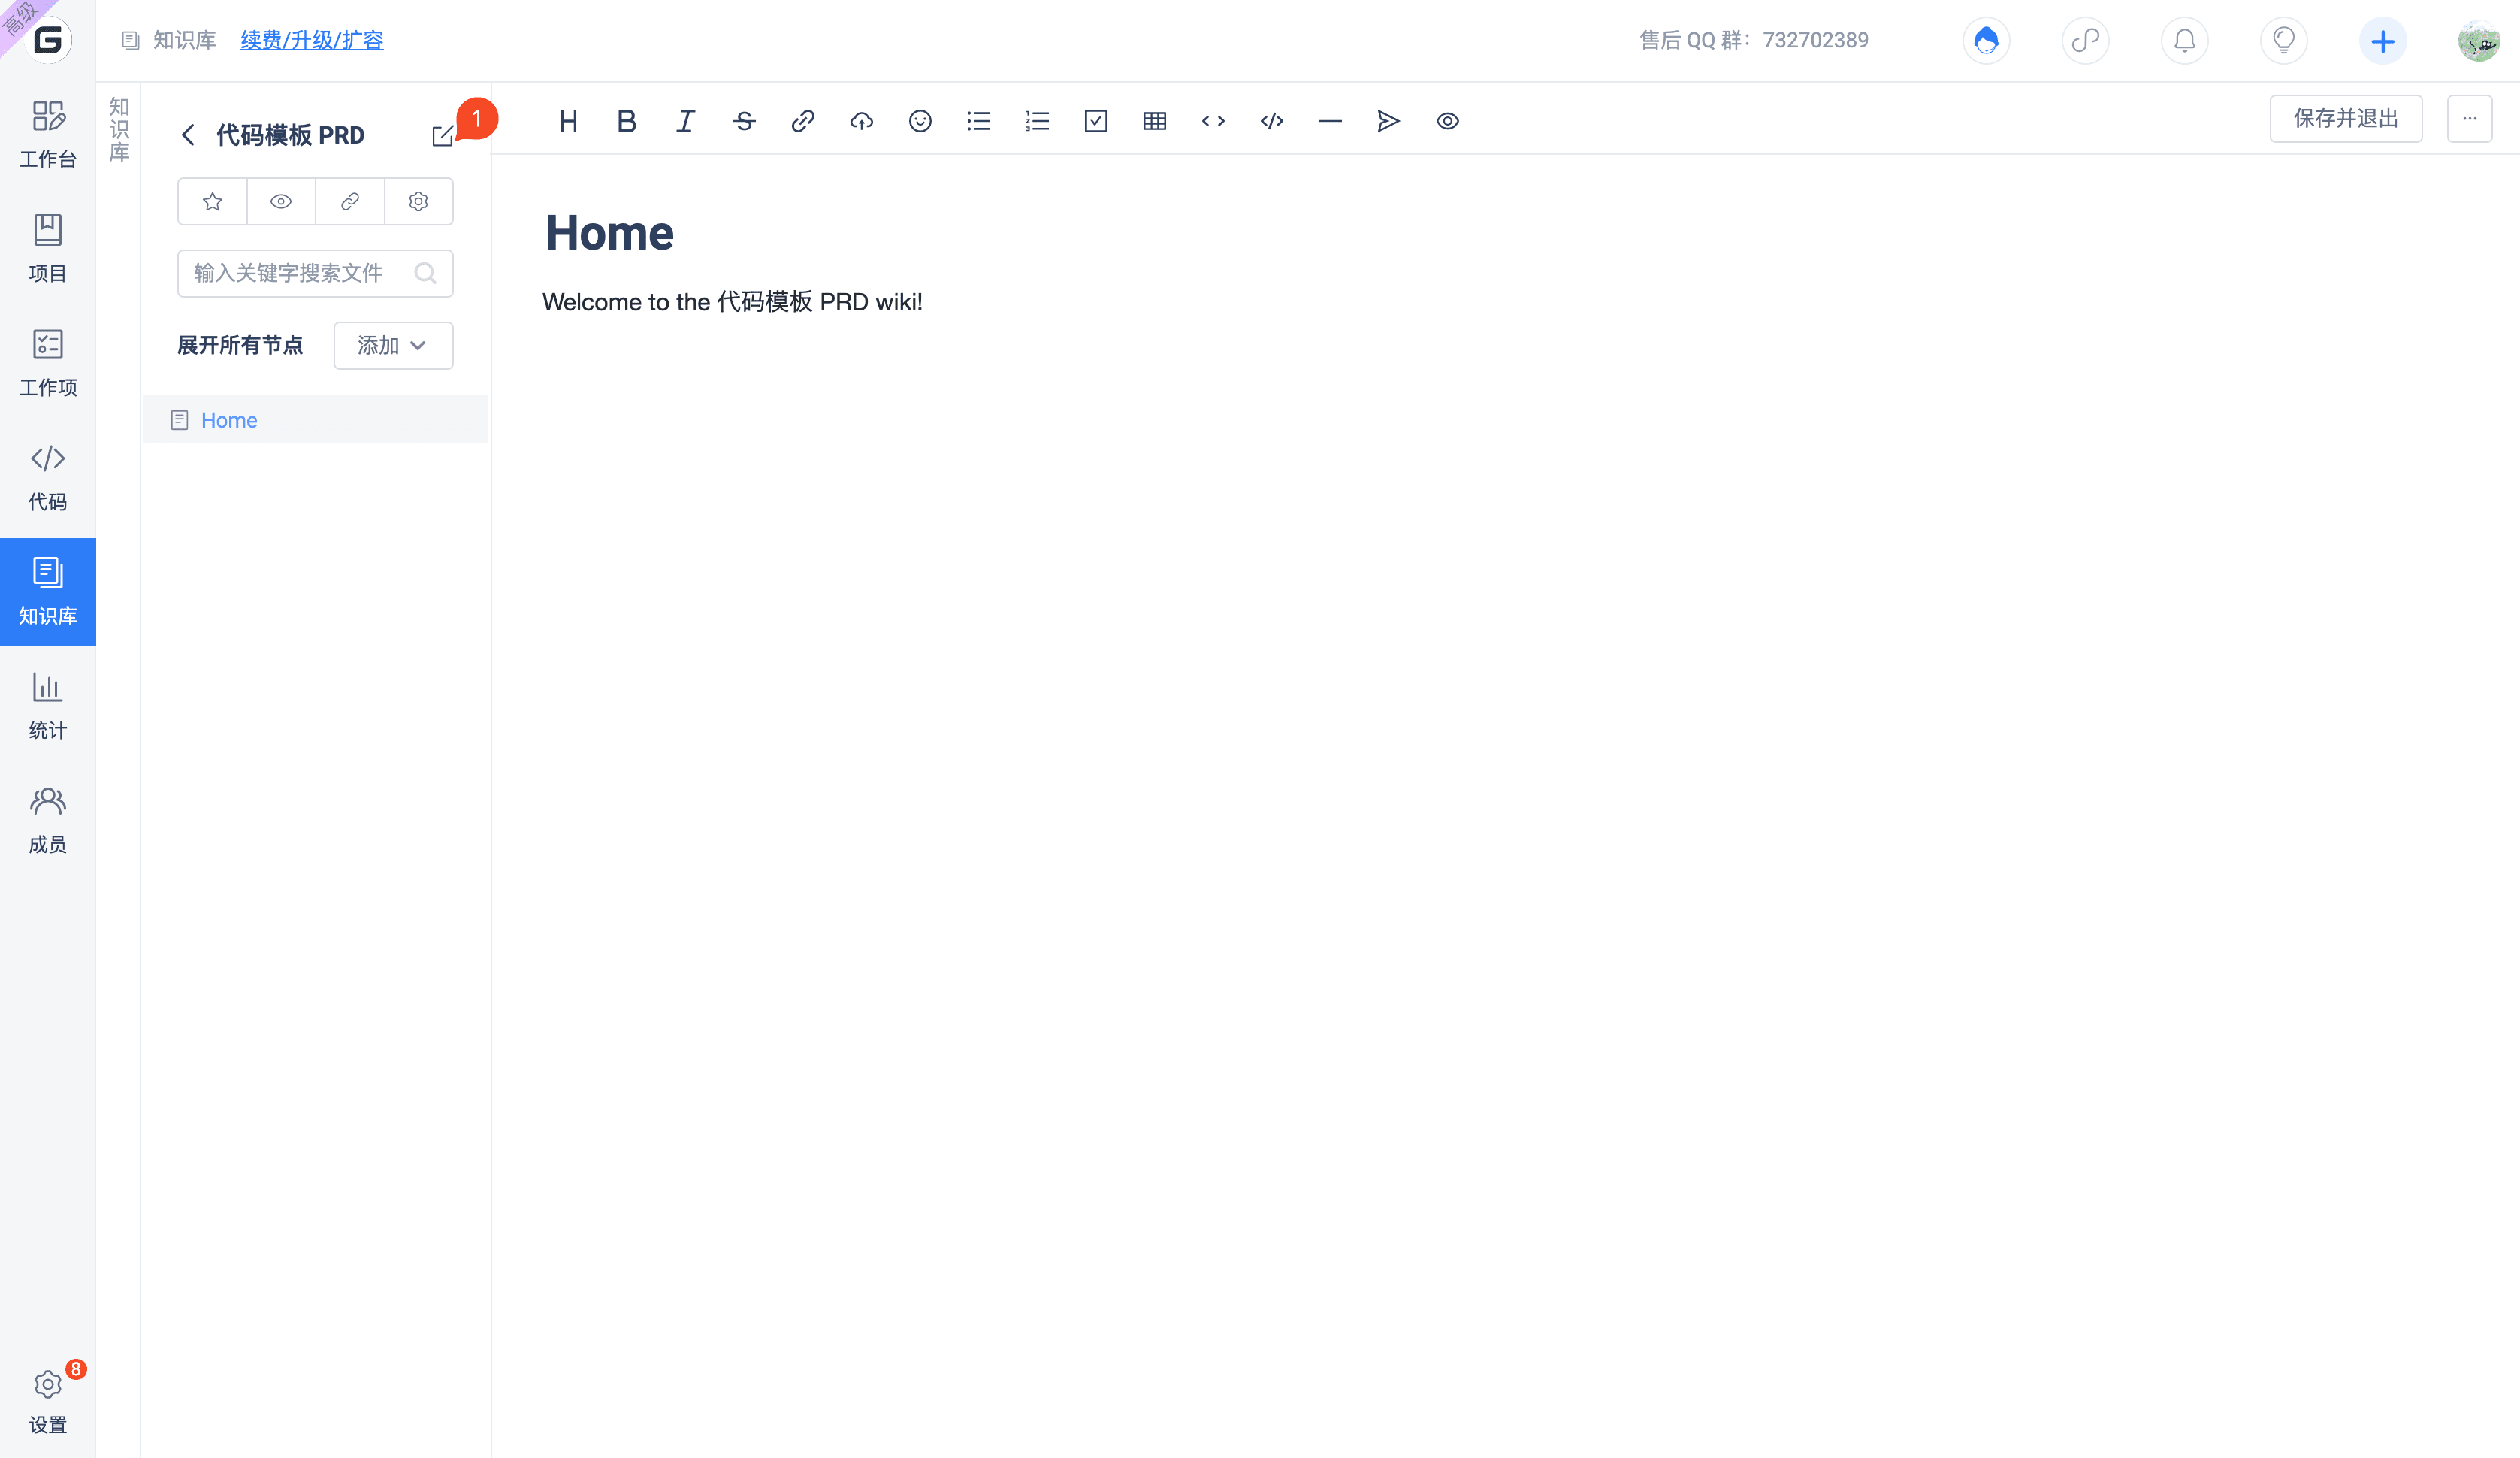 高级
G
知识库 续费/升级/扩容 售后 QQ 群：732702389
工作台
项目
工作项
代码
知识库
统计
成员
8
设置
知识库
代码模板 PRD
1
输入关键字搜索文件
展开所有节点 添加
Home
H B I S
保存并退出 ...
Home
Welcome to the 代码模板 PRD wiki!